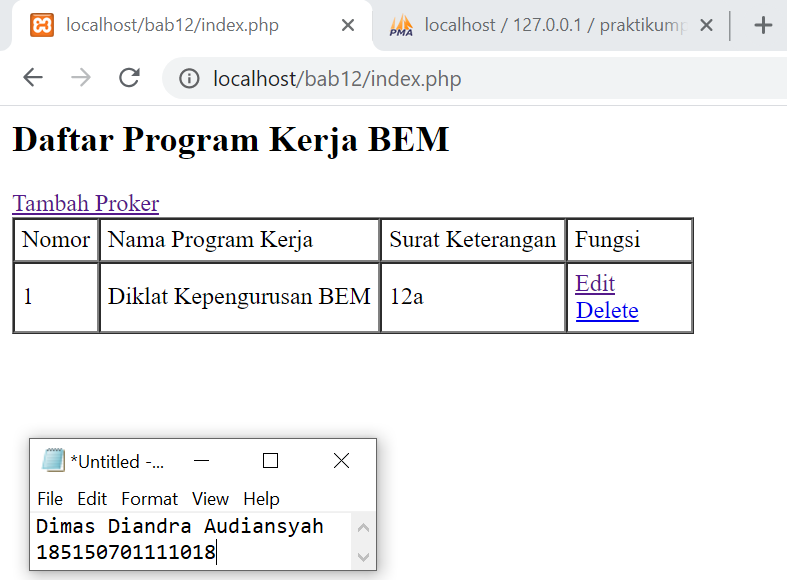 localhost/bab12/index.php
PMA localhost / 127.0.0.1 / praktikump
localhost/bab12/index.php
Daftar Program Kerja BEM
Tambah Proker
Nomor Nama Program Kerja Surat Keterangan Fungsi
1 Diklat Kepengurusan BEM 12a Edit
Delete
*Untitled -...
File Edit Format View Help
Dimas Diandra Audiansyah
185150701111018